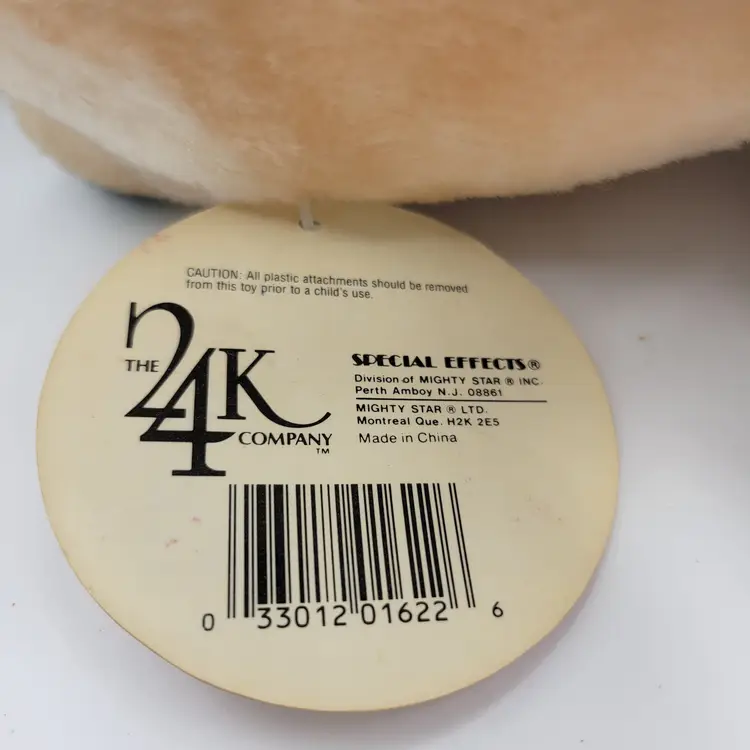 CAUTION: All plastic attachments should be removed
from this toy prior to a child's use.
THE 24K
COMPANY™
SPECIAL EFFECTS®
Division of MIGHTY STAR ® INC.
Perth Amboy N.J. 08861
MIGHTY STAR ® LTD.
Montreal Que. H2K 2E5
Made in China
0 33012 01622 6